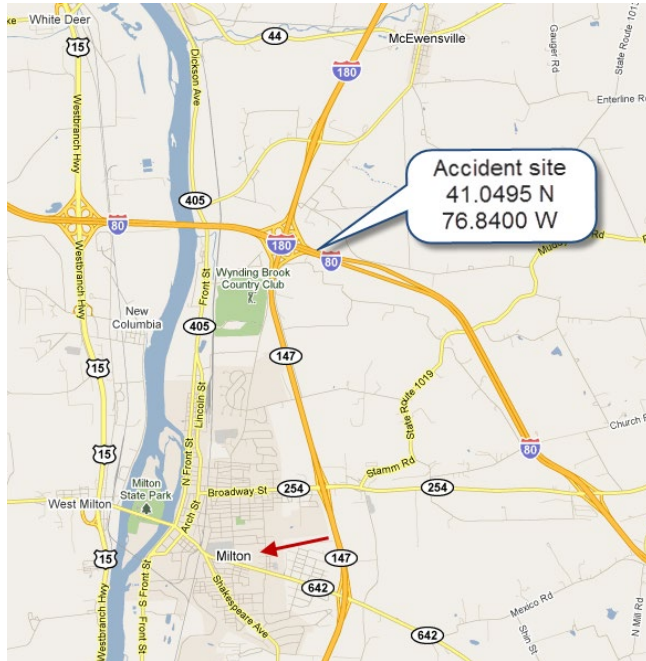 White Deer
15
44
McEwensville
Gauger Rd
State Route 1013
180
Dickson Ave
Westbranch Hwy
Enterline Rd
Accident site
41.0495 N
76.8400 W
405
80
180
80
Rd
Wynding Brook
Country Club
Westbranch Hwy
Front St
New
Columbia
405
147
15
State Route 1019
Lincoln St
Church
80
N Front St
Stamm Rd
15
Milton
State Park
Broadway St
254
254
West Milton
Arch St
15
Milton
147
S Front St
642
Shakespeare Ave
Mexico Rd
N Mill Rd
Shin St
642
Westbranch Hwy